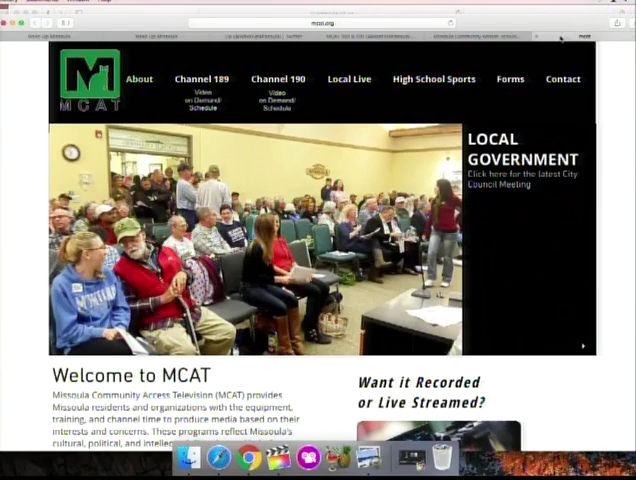 mcat.org
mcat
MCAT
About
Channel 189
Channel 190
Local Live
High School Sports
Forms
Contact
Video
on Demand/
Schedule
Video
on Demand/
Schedule
LOCAL
GOVERNMENT
Click here for the latest City
Council Meeting
Welcome to MCAT
Missoula Community Access Television (MCAT) provides
Missoula residents and organizations with the equipment,
training, and channel time to produce media based on their
interests and concerns. These programs reflect Missoula's
cultural, political, and
Want it Recorded
or Live Streamed?